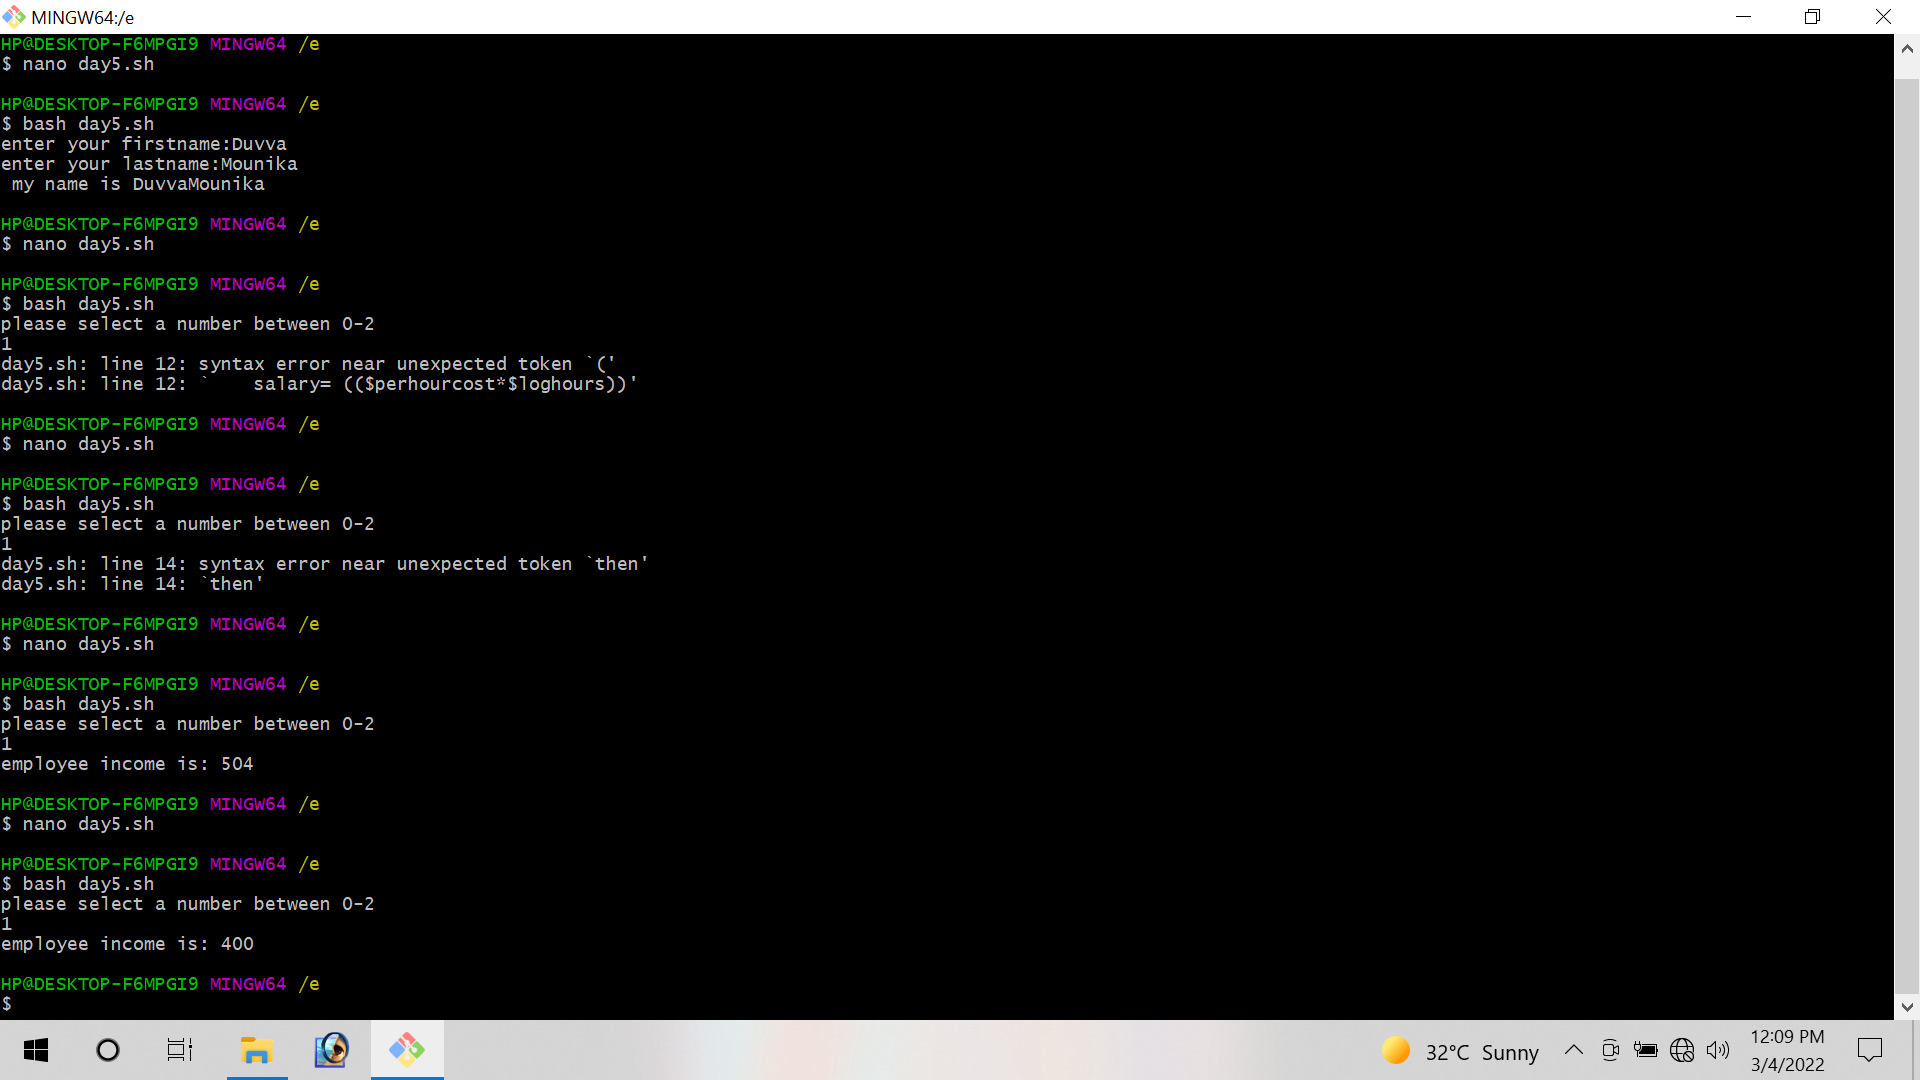 MINGW64:/e
HP@DESKTOP-F6MPGI9 MINGW64 /e
$ nano day5.sh
HP@DESKTOP-F6MPGI9 MINGW64 /e
$ bash day5.sh
enter your firstname:Duvva
enter your lastname:Mounika
 my name is DuvvaMounika
HP@DESKTOP-F6MPGI9 MINGW64 /e
$ nano day5.sh
HP@DESKTOP-F6MPGI9 MINGW64 /e
$ bash day5.sh
please select a number between 0-2
1
day5.sh: line 12: syntax error near unexpected token `('
day5.sh: line 12: `    salary= (($perhourcost*$loghours))'
HP@DESKTOP-F6MPGI9 MINGW64 /e
$ nano day5.sh
HP@DESKTOP-F6MPGI9 MINGW64 /e
$ bash day5.sh
please select a number between 0-2
1
day5.sh: line 14: syntax error near unexpected token `then'
day5.sh: line 14: `then'
HP@DESKTOP-F6MPGI9 MINGW64 /e
$ nano day5.sh
HP@DESKTOP-F6MPGI9 MINGW64 /e
$ bash day5.sh
please select a number between 0-2
1
employee income is: 504
HP@DESKTOP-F6MPGI9 MINGW64 /e
$ nano day5.sh
HP@DESKTOP-F6MPGI9 MINGW64 /e
$ bash day5.sh
please select a number between 0-2
1
employee income is: 400
HP@DESKTOP-F6MPGI9 MINGW64 /e
$
32°C Sunny
12:09 PM
3/4/2022